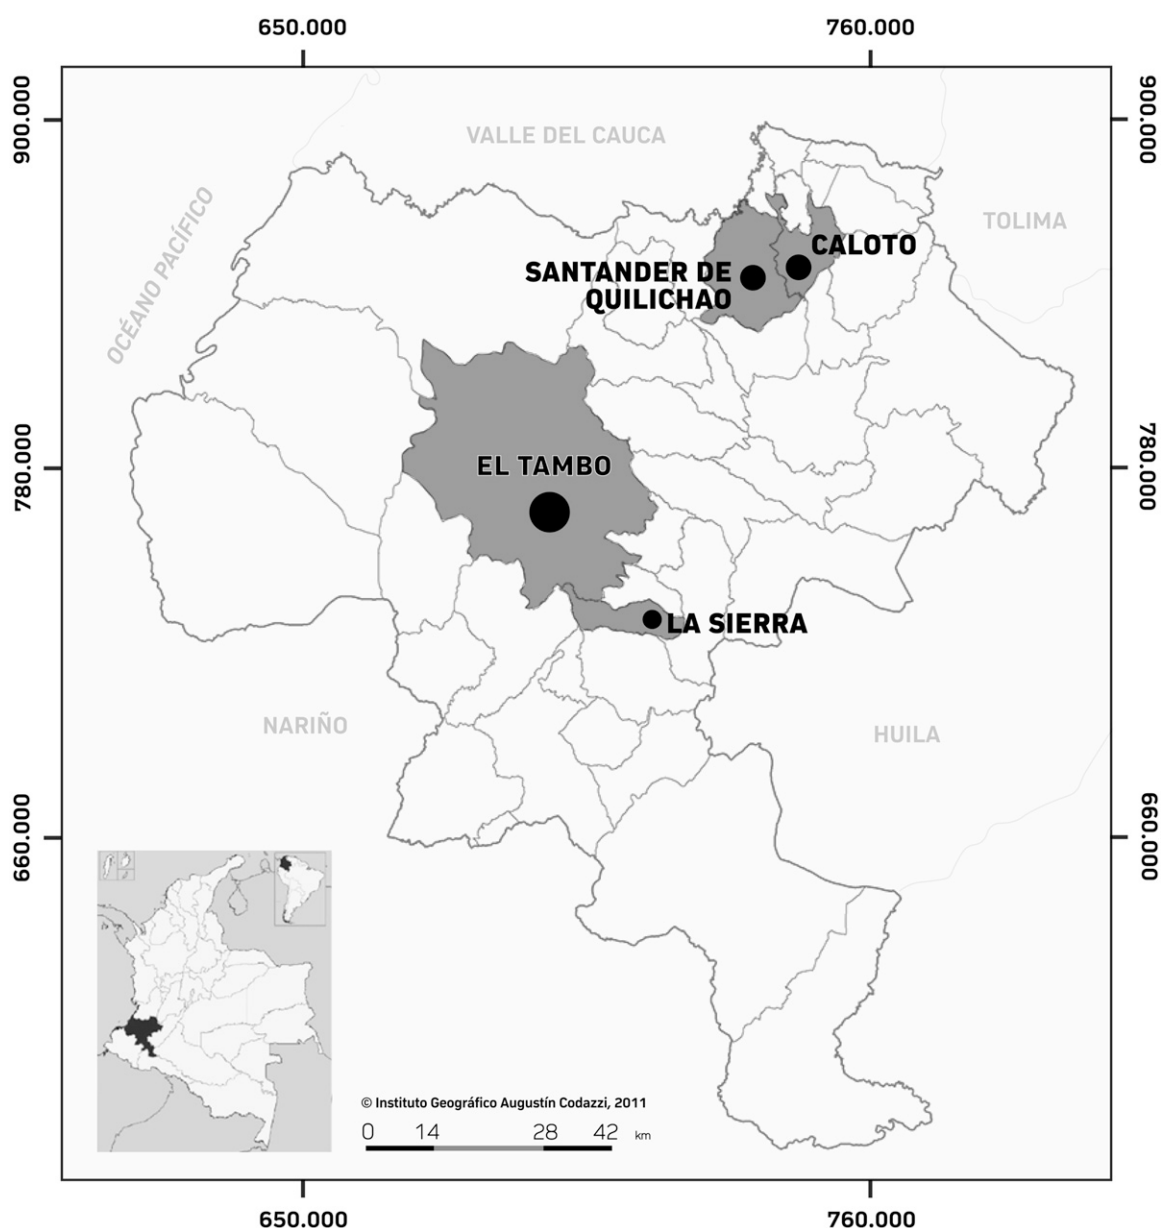 650.000
760.000
900.000
900.000
VALLE DEL CAUCA
OCÉANO PACÍFICO
TOLIMA
CALOTO
SANTANDER DE
QUILICHAO
EL TAMBO
780.000
780.000
LA SIERRA
NARIÑO
HUILA
660.000
660.000
© Instituto Geográfico Augustín Codazzi, 2011
0 14 28 42 km
650.000
760.000